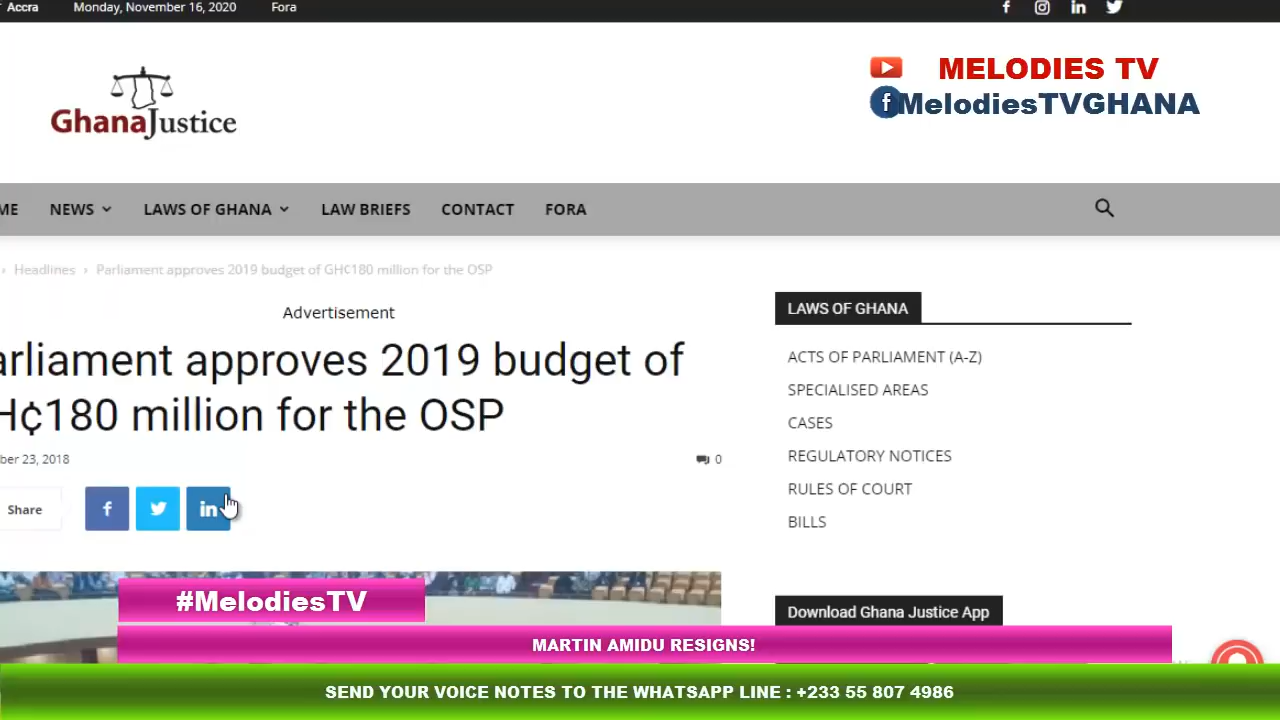 Accra Monday, November 16, 2020 Fora
GhanaJustice
MELODIES TV
f MelodiesTVGHANA
ME NEWS LAWS OF GHANA LAW BRIEFS CONTACT FORA
› Headlines › Parliament approves 2019 budget of GH¢180 million for the OSP
Advertisement
arliament approves 2019 budget of
H¢180 million for the OSP
ber 23, 2018
0
Share
LAWS OF GHANA
ACTS OF PARLIAMENT (A-Z)
SPECIALISED AREAS
CASES
REGULATORY NOTICES
RULES OF COURT
BILLS
Download Ghana Justice App
#MelodiesTV
MARTIN AMIDU RESIGNS!
SEND YOUR VOICE NOTES TO THE WHATSAPP LINE : +233 55 807 4986